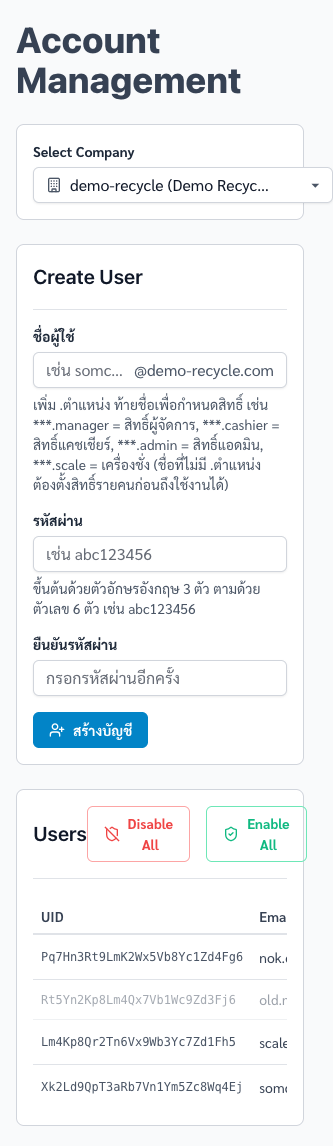 Account
Management
Select Company
demo-recycle (Demo Recyc...
Create User
ชื่อผู้ใช้
เช่น somc... @demo-recycle.com
เพิ่ม .ตำแหน่ง ท้ายชื่อเพื่อกำหนดสิทธิ์ เช่น
***.manager = สิทธิ์ผู้จัดการ, ***.cashier =
สิทธิ์แคชเชียร์, ***.admin = สิทธิ์แอดมิน,
***.scale = เครื่องชั่ง (ชื่อที่ไม่มี .ตำแหน่ง
ต้องตั้งสิทธิ์รายคนก่อนถึงใช้งานได้)
รหัสผ่าน
เช่น abc123456
ขึ้นต้นด้วยตัวอักษรอังกฤษ 3 ตัว ตามด้วย
ตัวเลข 6 ตัว เช่น abc123456
ยืนยันรหัสผ่าน
กรอกรหัสผ่านอีกครั้ง
สร้างบัญชี
Users
Disable
All
Enable
All
UID Ema
Pq7Hn3Rt9LmK2Wx5Vb8Yc1Zd4Fg6 nok.
Rt5Yn2Kp8Lm4Qx7Vb1Wc9Zd3Fj6 old.
Lm4Kp8Qr2Tn6Vx9Wb3Yc7Zd1Fh5 scale
Xk2Ld9QpT3aRb7Vn1Ym5Zc8Wq4Ej som